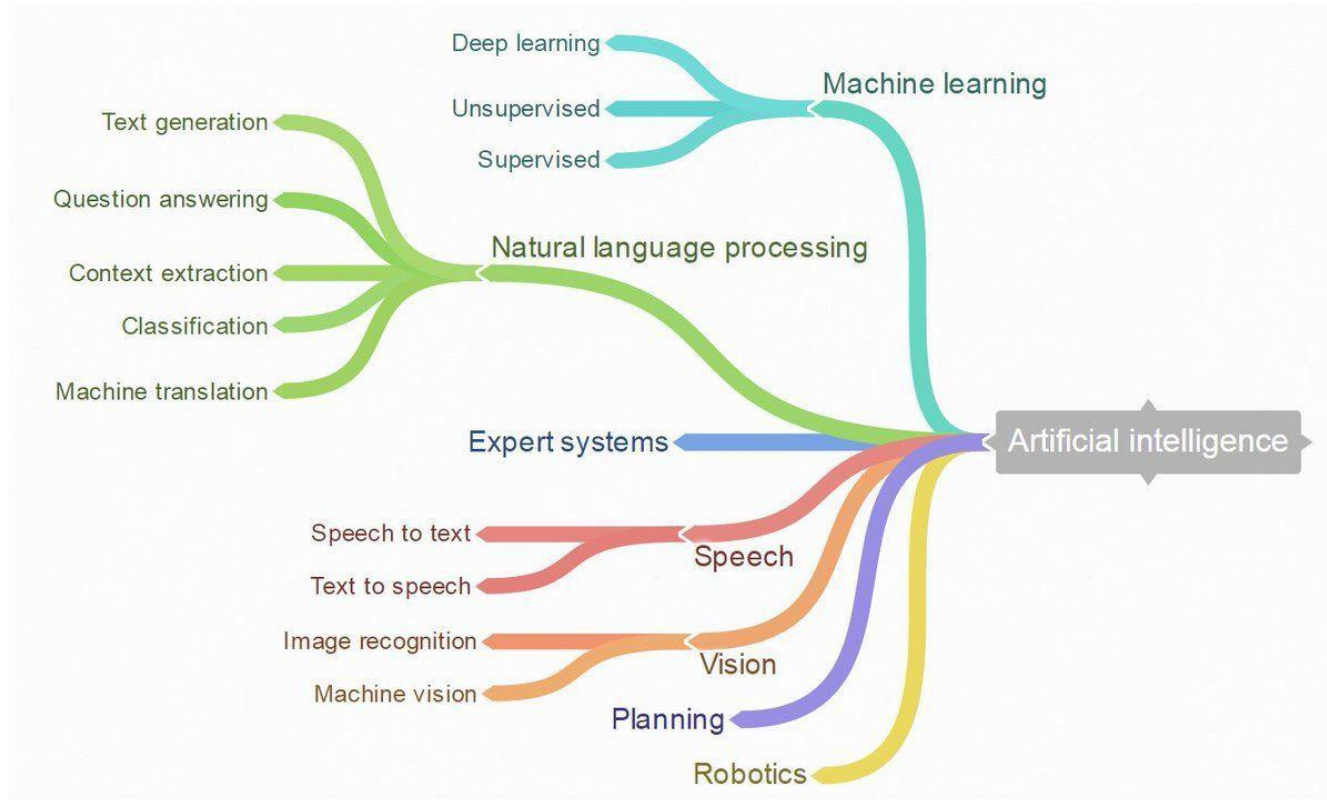 Deep learning
Machine learning
Unsupervised
Supervised
Text generation
Question answering
Natural language processing
Context extraction
Classification
Machine translation
Expert systems
Artificial intelligence
Speech to text
Speech
Text to speech
Image recognition
Vision
Machine vision
Planning
Robotics